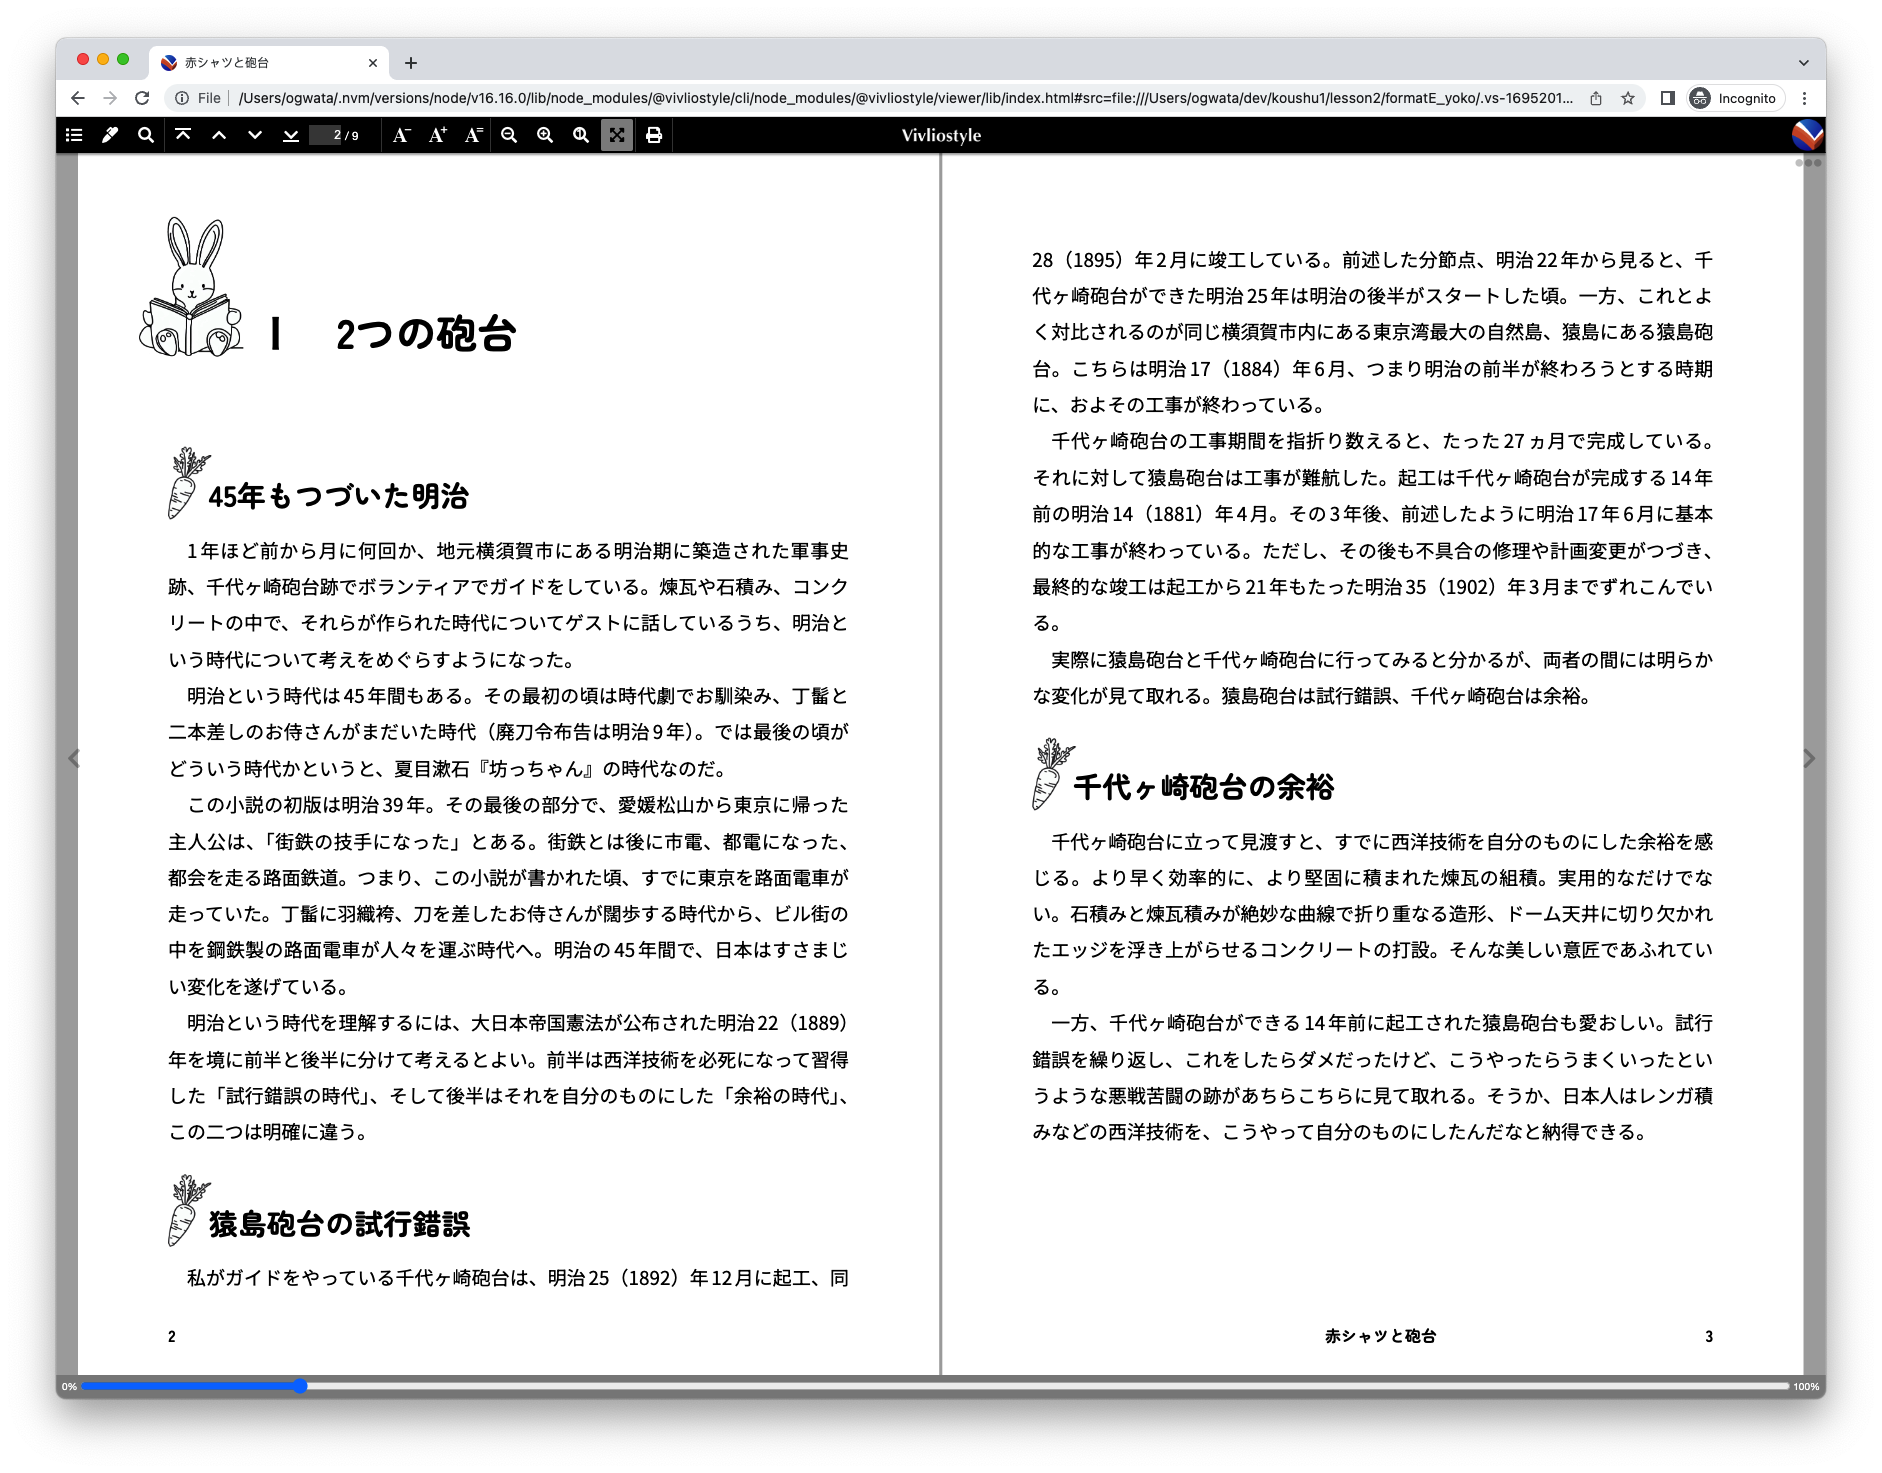 赤シャツと砲台
File
/Users/ogwata/.nvm/versions/node/v16.16.0/lib/node_modules/@vivliostyle/cli/node_modules/@vivliostyle/viewer/lib/index.html#src=file:///Users/ogwata/dev/koushu1/lesson2/formatE_yoko/.vs-1695201...
Incognito
2 / 9
A- A+ A=
Vivliostyle
I　2つの砲台
45年もつづいた明治
1年ほど前から月に何回か、地元横須賀市にある明治期に築造された軍事史
跡、千代ヶ崎砲台跡でボランティアでガイドをしている。煉瓦や石積み、コンク
リートの中で、それらが作られた時代についてゲストに話しているうち、明治と
いう時代について考えをめぐらすようになった。
明治という時代は45年間もある。その最初の頃は時代劇でお馴染み、丁髷と
二本差しのお侍さんがまだいた時代（廃刀令布告は明治9年）。では最後の頃が
どういう時代かというと、夏目漱石『坊っちゃん』の時代なのだ。
この小説の初版は明治39年。その最後の部分で、愛媛松山から東京に帰った
主人公は、「街鉄の技手になった」とある。街鉄とは後に市電、都電になった、
都会を走る路面鉄道。つまり、この小説が書かれた頃、すでに東京を路面電車が
走っていた。丁髷に羽織袴、刀を差したお侍さんが闊歩する時代から、ビル街の
中を鋼鉄製の路面電車が人々を運ぶ時代へ。明治の45年間で、日本はすさまじ
い変化を遂げている。
明治という時代を理解するには、大日本帝国憲法が公布された明治22（1889）
年を境に前半と後半に分けて考えるとよい。前半は西洋技術を必死になって習得
した「試行錯誤の時代」、そして後半はそれを自分のものにした「余裕の時代」、
この二つは明確に違う。
猿島砲台の試行錯誤
私がガイドをやっている千代ヶ崎砲台は、明治25（1892）年12月に起工、同
2
28（1895）年2月に竣工している。前述した分節点、明治22年から見ると、千
代ヶ崎砲台ができた明治25年は明治の後半がスタートした頃。一方、これとよ
く対比されるのが同じ横須賀市内にある東京湾最大の自然島、猿島にある猿島砲
台。こちらは明治17（1884）年6月、つまり明治の前半が終わろうとする時期
に、およその工事が終わっている。
千代ヶ崎砲台の工事期間を指折り数えると、たった27ヵ月で完成している。
それに対して猿島砲台は工事が難航した。起工は千代ヶ崎砲台が完成する14年
前の明治14（1881）年4月。その3年後、前述したように明治17年6月に基本
的な工事が終わっている。ただし、その後も不具合の修理や計画変更がつづき、
最終的な竣工は起工から21年もたった明治35（1902）年3月までずれこんでい
る。
実際に猿島砲台と千代ヶ崎砲台に行ってみると分かるが、両者の間には明らか
な変化が見て取れる。猿島砲台は試行錯誤、千代ヶ崎砲台は余裕。
千代ヶ崎砲台の余裕
千代ヶ崎砲台に立って見渡すと、すでに西洋技術を自分のものにした余裕を感
じる。より早く効率的に、より堅固に積まれた煉瓦の組積。実用的なだけでな
い。石積みと煉瓦積みが絶妙な曲線で折り重なる造形、ドーム天井に切り欠かれ
たエッジを浮き上がらせるコンクリートの打設。そんな美しい意匠であふれてい
る。
一方、千代ヶ崎砲台ができる14年前に起工された猿島砲台も愛おしい。試行
錯誤を繰り返し、これをしたらダメだったけど、こうやったらうまくいったとい
うような悪戦苦闘の跡があちらこちらに見て取れる。そうか、日本人はレンガ積
みなどの西洋技術を、こうやって自分のものにしたんだなと納得できる。
赤シャツと砲台
3
0%
100%